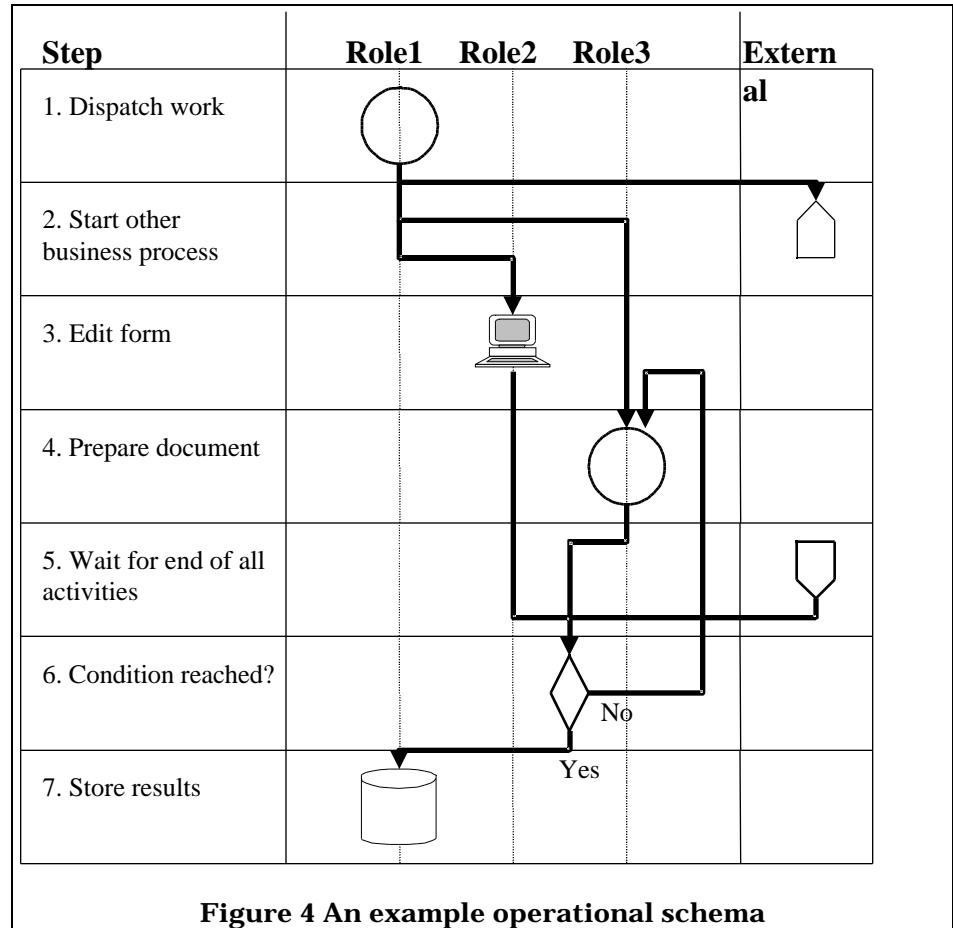 Step Role1 Role2 Role3 Extern
al
1. Dispatch work
2. Start other
business process
3. Edit form
4. Prepare document
5. Wait for end of all
activities
6. Condition reached?
No
Yes
7. Store results
Figure 4 An example operational schema